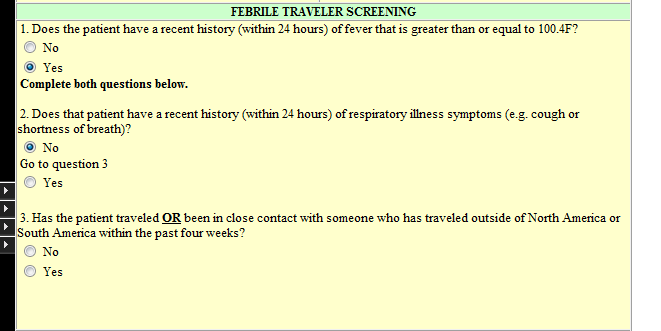 FEBRILE TRAVELER SCREENING
1. Does the patient have a recent history (within 24 hours) of fever that is greater than or equal to 100.4F?
No
Yes
Complete both questions below.
2. Does that patient have a recent history (within 24 hours) of respiratory illness symptoms (e.g. cough or
shortness of breath)?
No
Go to question 3
Yes
3. Has the patient traveled OR been in close contact with someone who has traveled outside of North America or
South America within the past four weeks?
No
Yes